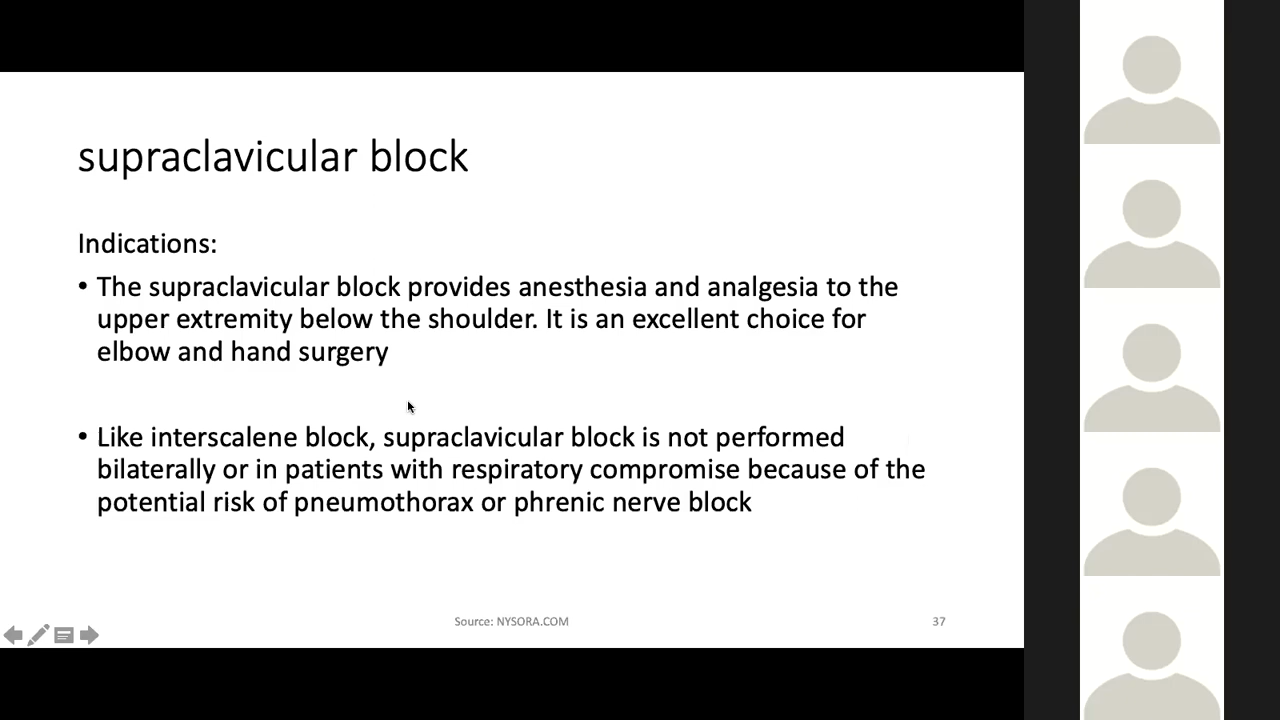 supraclavicular block
Indications:
• The supraclavicular block provides anesthesia and analgesia to the
upper extremity below the shoulder. It is an excellent choice for
elbow and hand surgery
• Like interscalene block, supraclavicular block is not performed
bilaterally or in patients with respiratory compromise because of the
potential risk of pneumothorax or phrenic nerve block
Source: NYSORA.COM
37